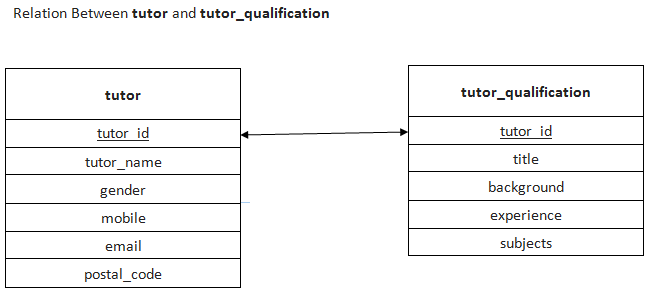 Relation Between tutor and tutor_qualification
tutor
tutor_id
tutor_name
gender
mobile
email
postal_code
tutor_qualification
tutor_id
title
background
experience
subjects